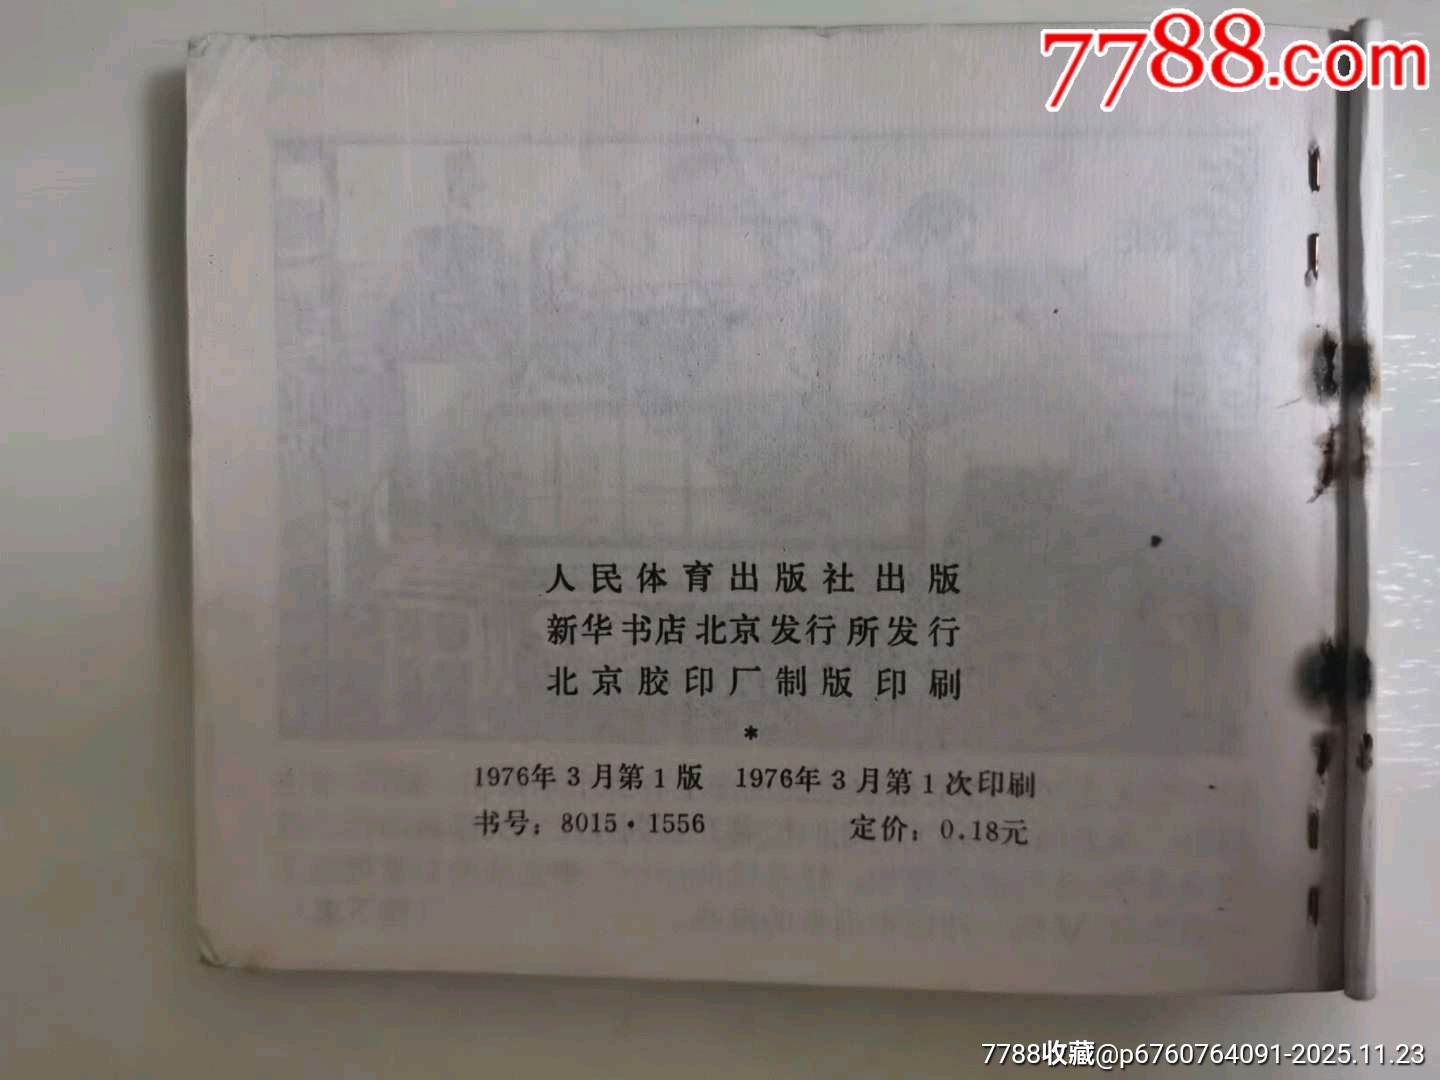 7788.com
人民体育出版社出版
新华书店北京发行所发行
北京胶印厂制版印刷
*
1976年3月第1版 1976年3月第1次印刷
书号：8015·1556 定价：0.18元
7788收藏@p6760764091-2025.11.23